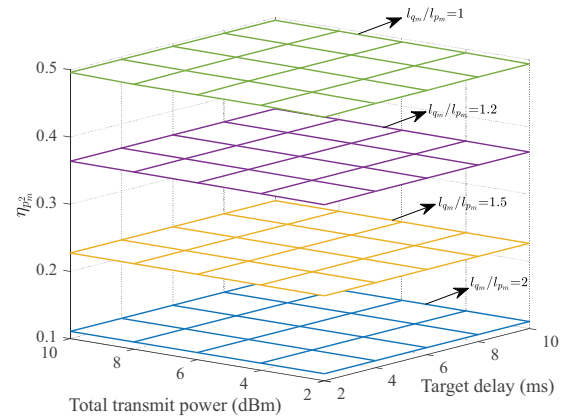 l_{q_m}/l_{p_m}=1
0.5
l_{q_m}/l_{p_m}=1.2
0.4
l_{q_m}/l_{p_m}=1.5
0.3
η_{p_m^2}
l_{q_m}/l_{p_m}=2
0.2
0.1
10 8 6 4 2
2 4 6 8 10
Total transmit power (dBm)
Target delay (ms)